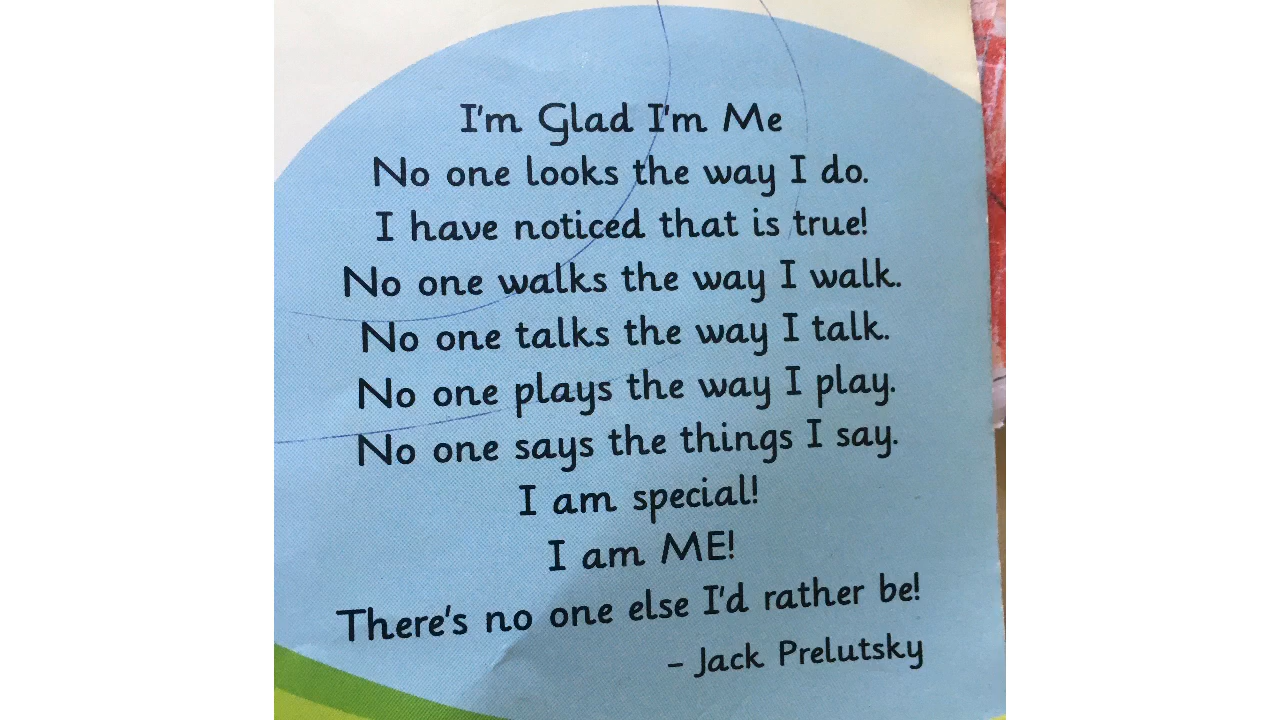 I'm Glad I'm Me
No one looks the way I do.
I have noticed that is true!
No one walks the way I walk.
No one talks the way I talk.
No one plays the way I play.
No one says the things I say.
I am special!
I am ME!
There's no one else I'd rather be!
– Jack Prelutsky